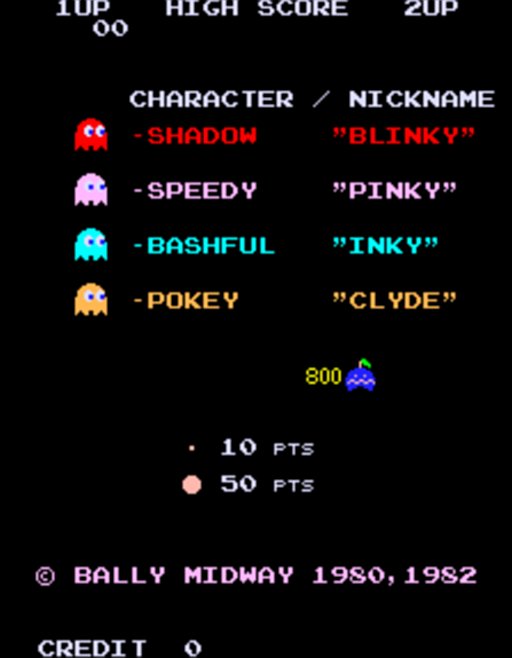 1UP HIGH SCORE 2UP
00
CHARACTER / NICKNAME
-SHADOW "BLINKY"
-SPEEDY "PINKY"
-BASHFUL "INKY"
-POKEY "CLYDE"
800
10 PTS
50 PTS
© BALLY MIDWAY 1980,1982
CREDIT 0